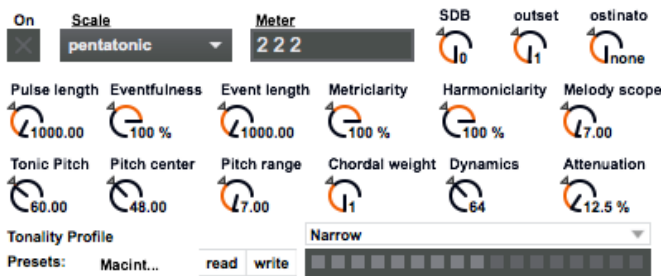 On Scale Meter SDB outset ostinato
pentatonic 2 2 2 0 1 none
Pulse length Eventfulness Event length Metriclarity Harmoniclarity Melody scope
1000.00 100 % 1000.00 100 % 100 % 7.00
Tonic Pitch Pitch center Pitch range Chordal weight Dynamics Attenuation
60.00 48.00 7.00 1 64 12.5 %
Tonality Profile Narrow
Presets: Macint... read write